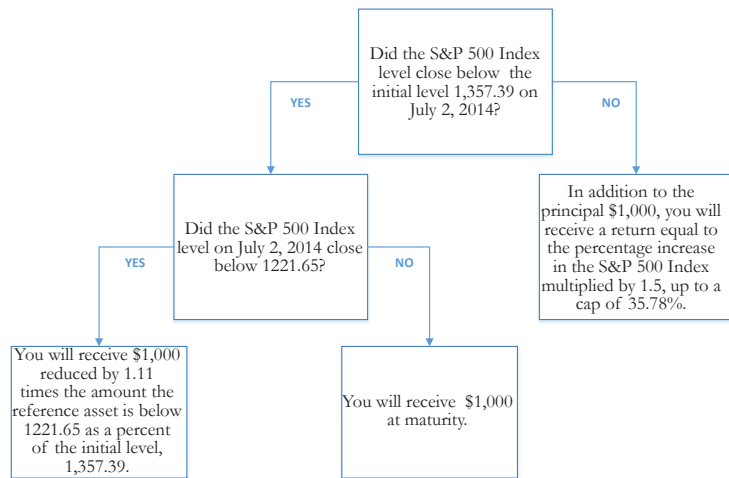 Did the S&P 500 Index
level close below the
initial level 1,357.39 on
July 2, 2014?
YES
NO
Did the S&P 500 Index
level on July 2, 2014 close
below 1221.65?
In addition to the
principal $1,000, you will
receive a return equal to
the percentage increase
in the S&P 500 Index
multiplied by 1.5, up to a
cap of 35.78%.
YES
NO
You will receive $1,000
reduced by 1.11
times the amount the
reference asset is below
1221.65 as a percent
of the initial level,
1,357.39.
You will receive $1,000
at maturity.